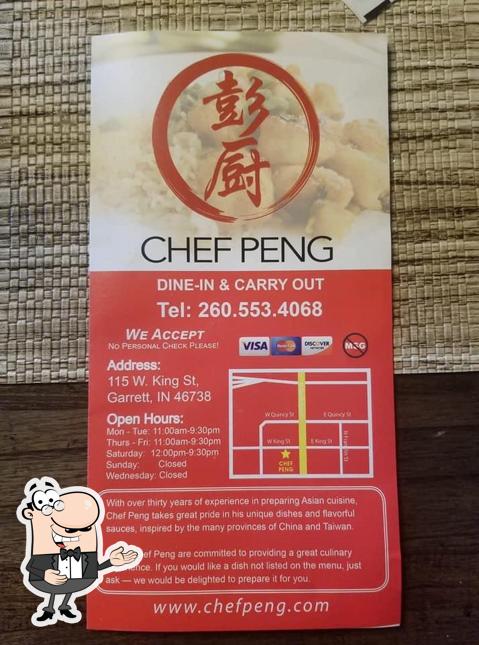 彭
厨
CHEF PENG
DINE-IN & CARRY OUT
Tel: 260.553.4068
WE ACCEPT
NO PERSONAL CHECK PLEASE!
VISA MasterCard DISCOVER
MSG
Address:
115 W. King St,
Garrett, IN 46738
Open Hours:
Mon - Tue: 11:00am-9:30pm
Thurs - Fri: 11:00am-9:30pm
Saturday: 12:00pm-9:30pm
Sunday: Closed
Wednesday: Closed
W Quincy St E Quincy St
W King St E King St
N Franklin St
CHEF
PENG
With over thirty years of experience in preparing Asian cuisine,
Chef Peng takes great pride in his unique dishes and flavorful
sauces, inspired by the many provinces of China and Taiwan.
Chef Peng are committed to providing a great culinary
If you would like a dish not listed on the menu, just
ask — we would be delighted to prepare it for you.
www.chefpeng.com